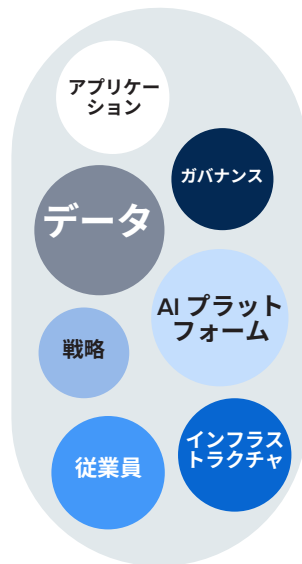 アプリケー
ション
ガバナンス
データ
AI プラット
フォーム
戦略
インフラス
トラクチャ
従業員